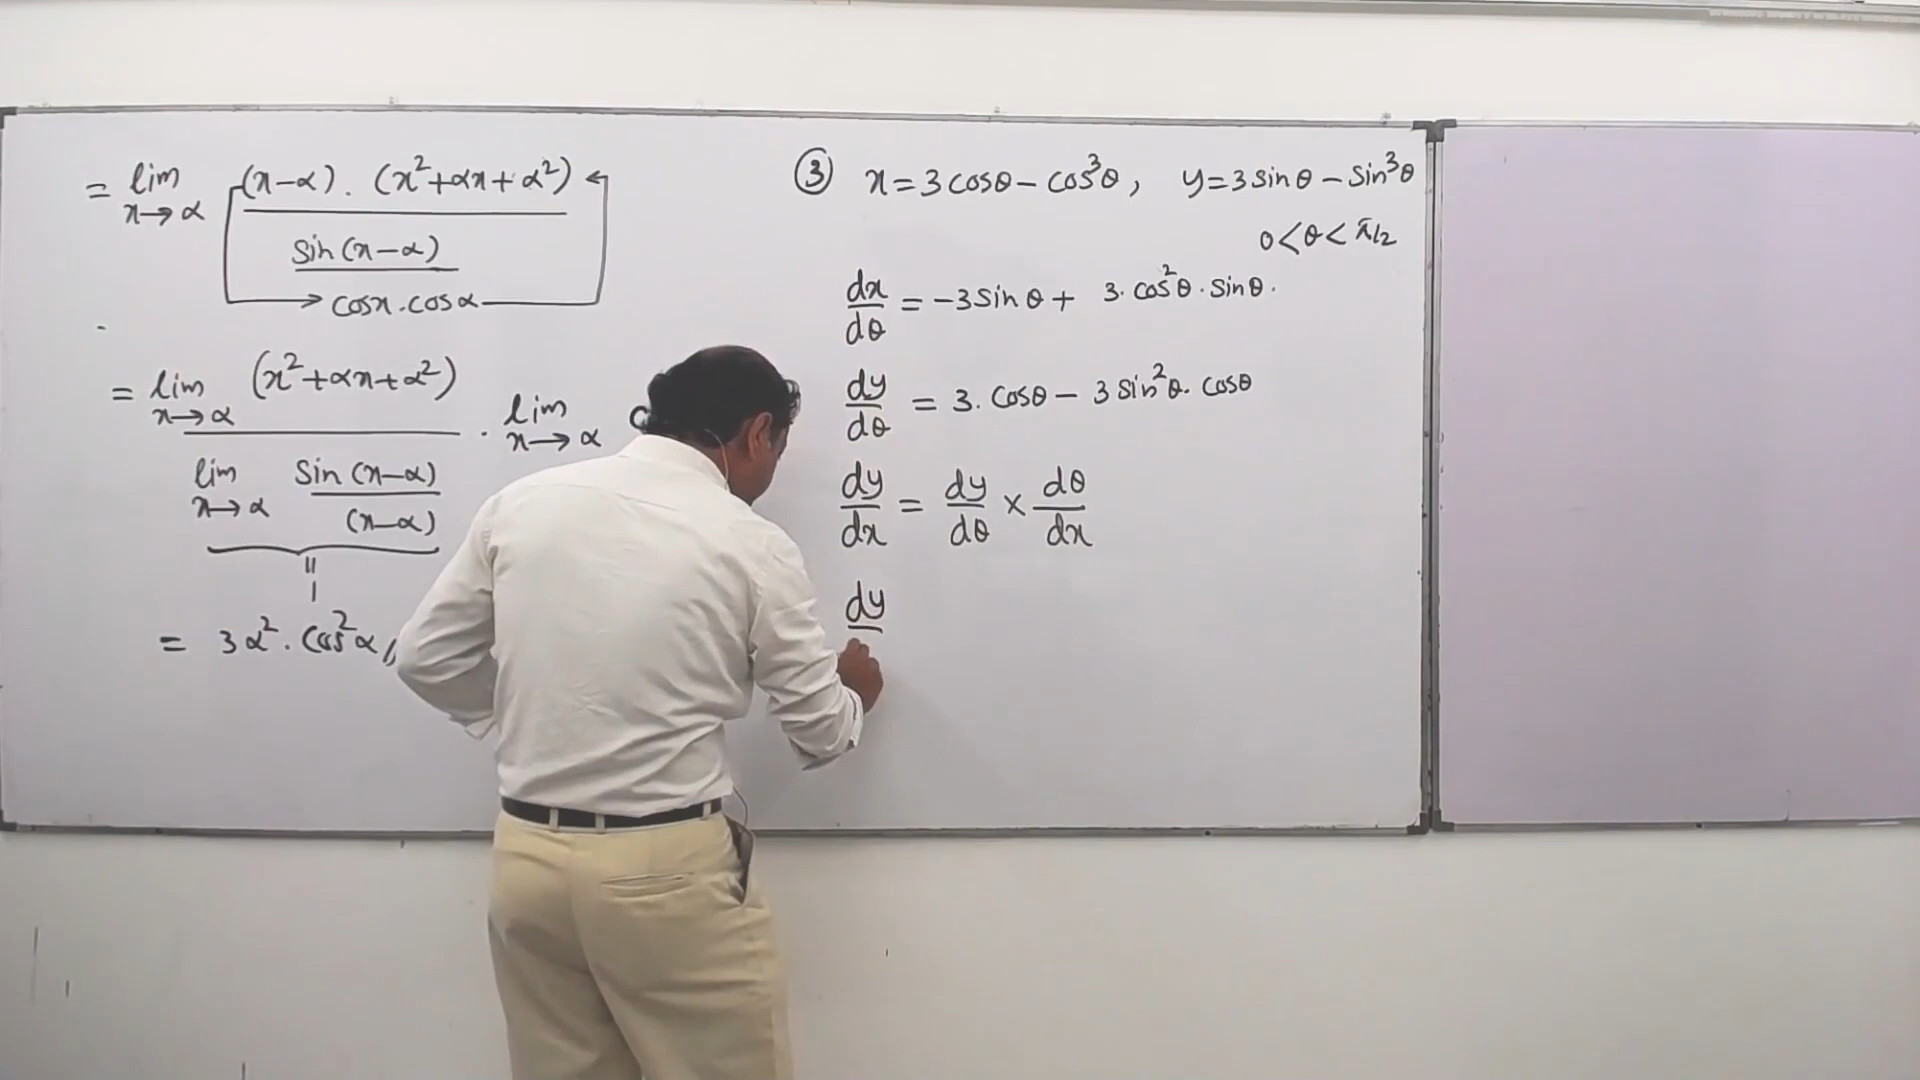 = lim x→α (x−α) . (x²+αx+α²) / sin(x−α)
cosx.cosα
= lim x→α (x²+αx+α²) / lim x→α sin(x−α)/(x−α) . lim x→α
"
1
= 3α² . cos²α
③ x=3cosθ−cos³θ, y=3sinθ−sin³θ
0<θ<π/2
dx/dθ = −3sinθ + 3.cos²θ.sinθ.
dy/dθ = 3.cosθ − 3sin²θ.cosθ
dy/dx = dy/dθ × dθ/dx
dy